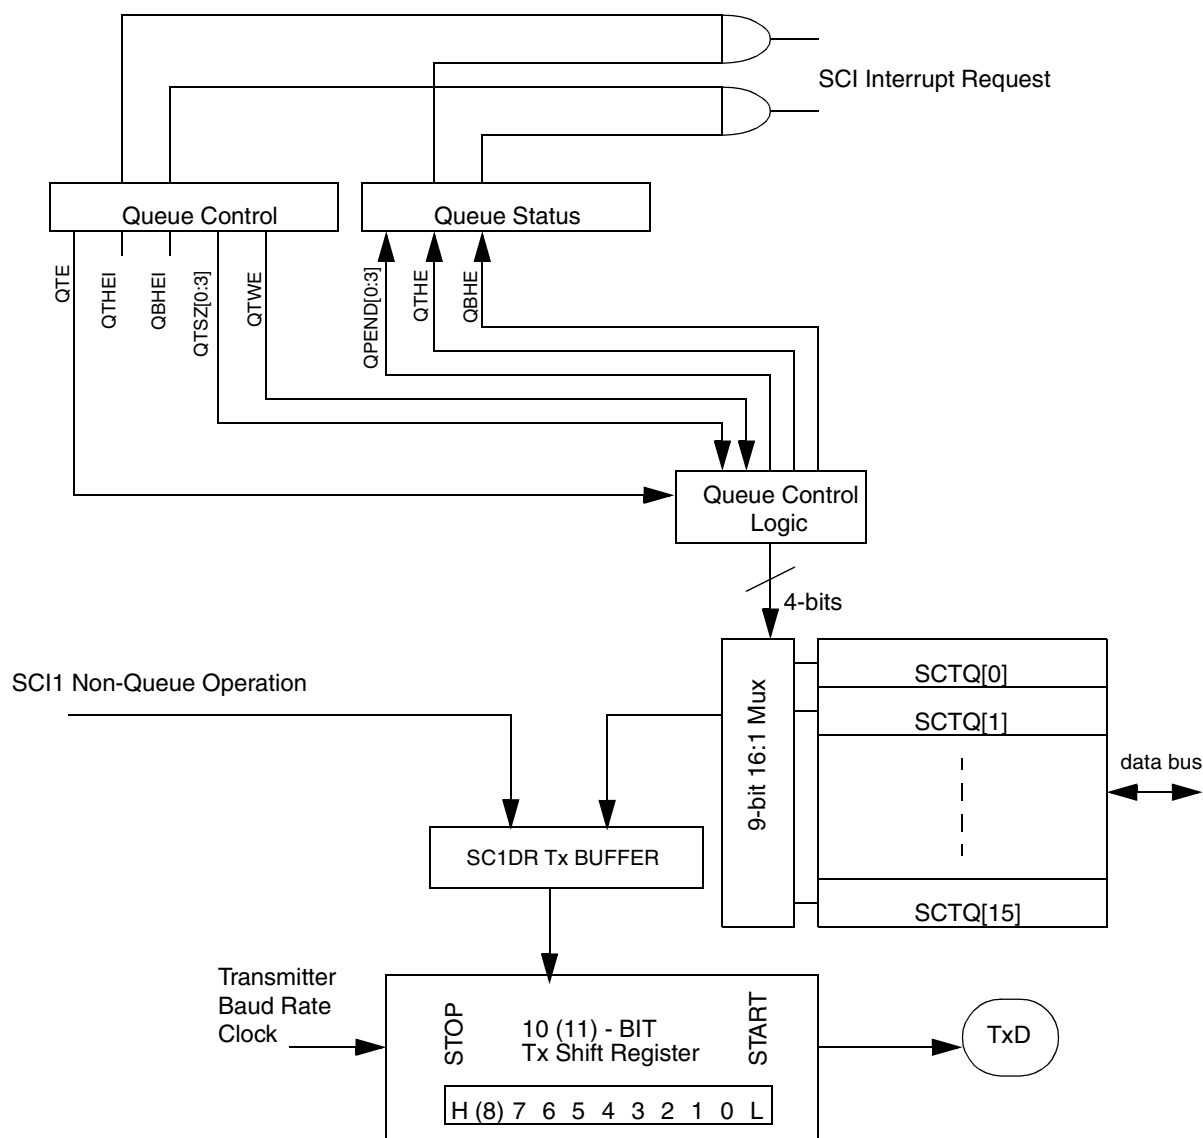 SCI Interrupt Request
Queue Control
Queue Status
QTE
QTHEI
QBHEI
QTSZ[0:3]
QTWE
QPEND[0:3]
QTHE
QBHE
Queue Control
Logic
4-bits
SCI1 Non-Queue Operation
9-bit 16:1 Mux
SCTQ[0]
SCTQ[1]
data bus
SC1DR Tx BUFFER
SCTQ[15]
Transmitter
Baud Rate
Clock
STOP
10 (11) - BIT
Tx Shift Register
START
TxD
H (8) 7 6 5 4 3 2 1 0 L